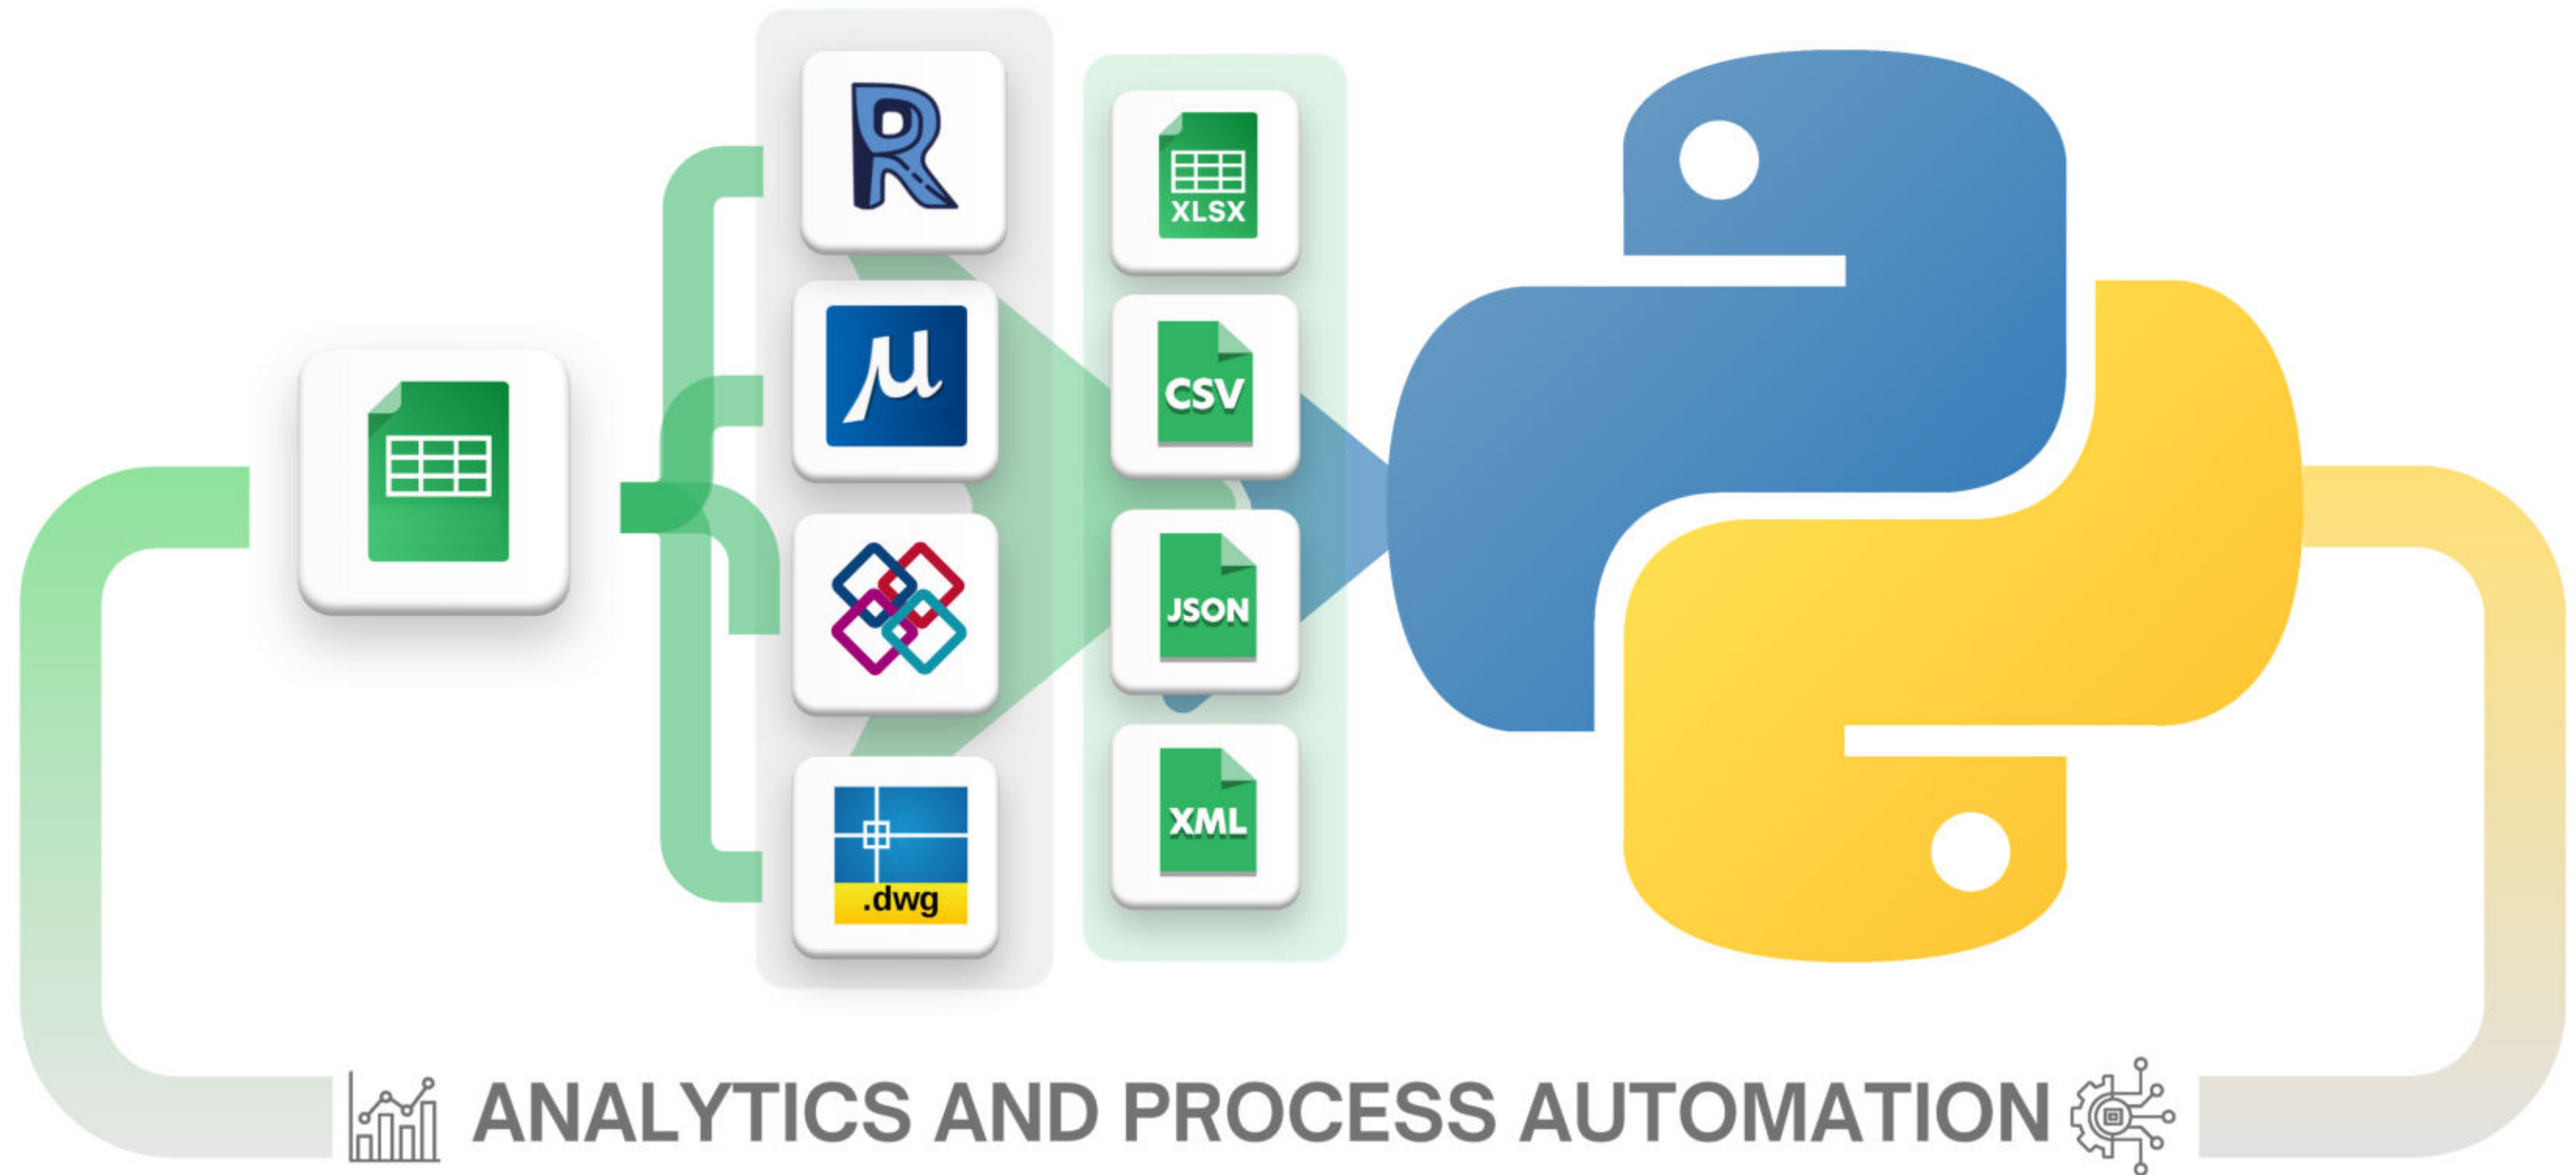 R
XLSX
µ
CSV
JSON
.dwg
XML
ANALYTICS AND PROCESS AUTOMATION